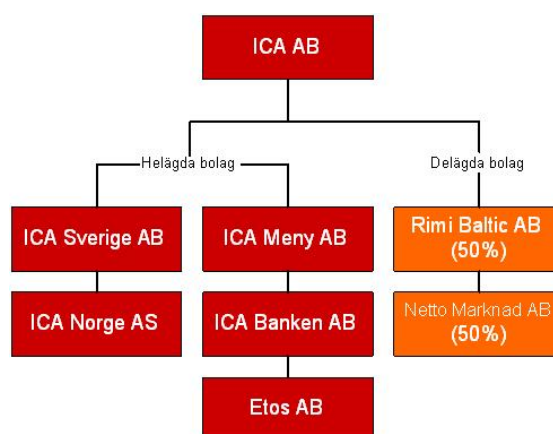 ICA AB
Helägda bolag
Delägda bolag
ICA Sverige AB
ICA Meny AB
Rimi Baltic AB
(50%)
ICA Norge AS
ICA Banken AB
Netto Marknad AB
(50%)
Etos AB